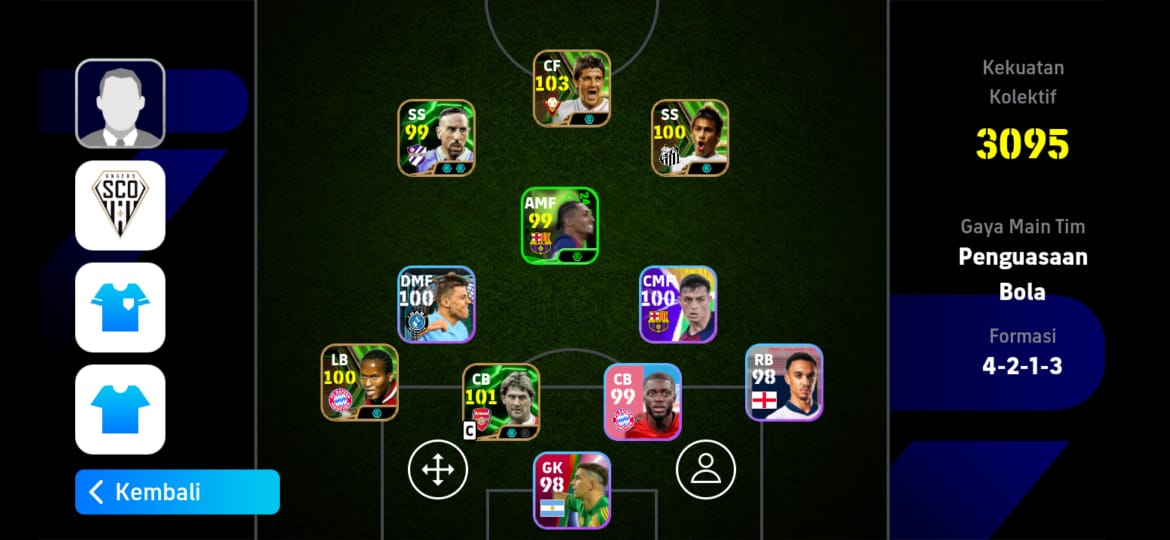 CF
103
SS
99
SS
100
AMF
99
24
DMF
100
CMF
100
LB
100
CB
101
C
CB
99
RB
98
GK
98
ANGERS
SCO
Kembali
Kekuatan
Kolektif
3095
Gaya Main Tim
Penguasaan
Bola
Formasi
4-2-1-3